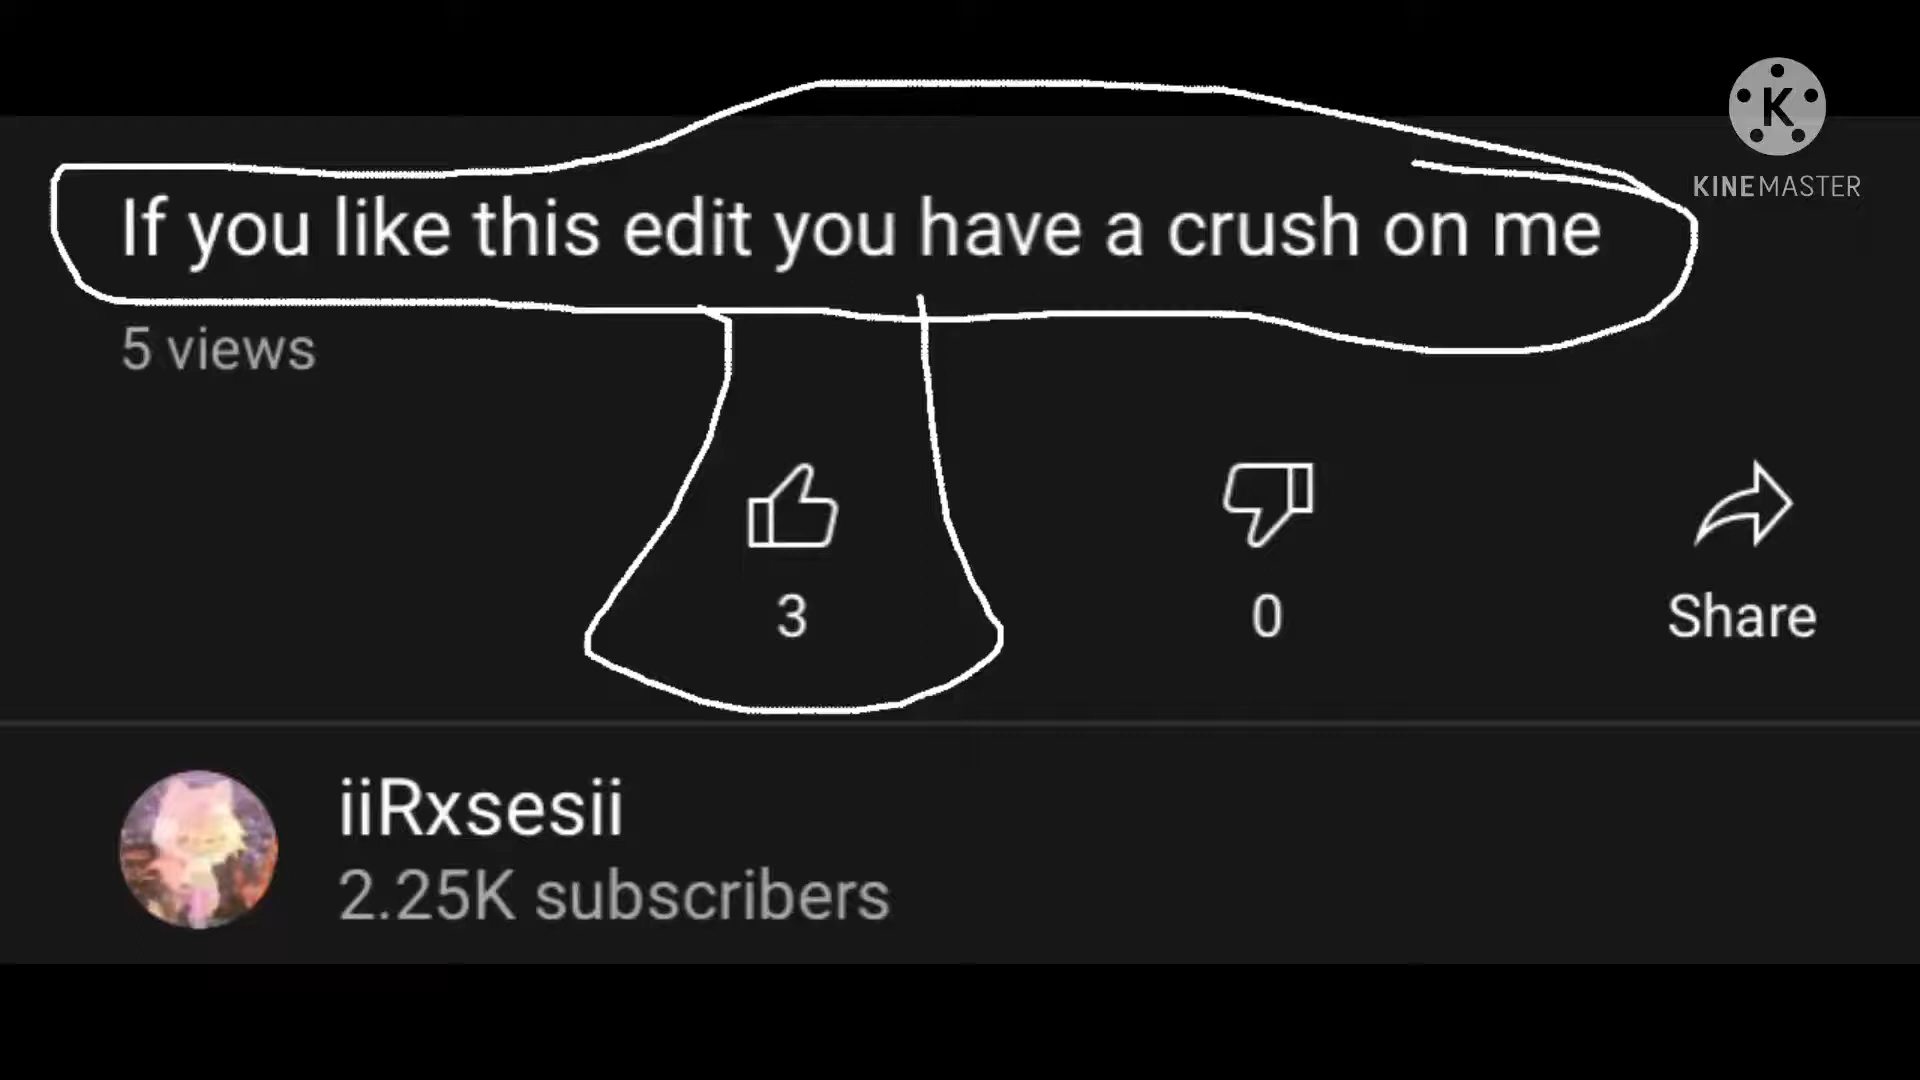 K
KINEMASTER
If you like this edit you have a crush on me
5 views
3
0
Share
iiRxsesii
2.25K subscribers